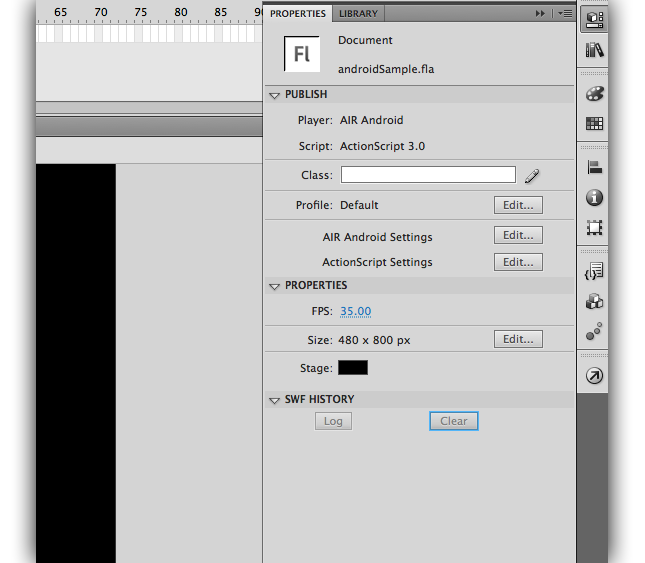 65 70 75 80 85 90
PROPERTIES LIBRARY
Fl
Document
androidSample.fla
PUBLISH
Player: AIR Android
Script: ActionScript 3.0
Class:
Profile: Default Edit...
AIR Android Settings Edit...
ActionScript Settings Edit...
PROPERTIES
FPS: 35.00
Size: 480 x 800 px Edit...
Stage:
SWF HISTORY
Log Clear